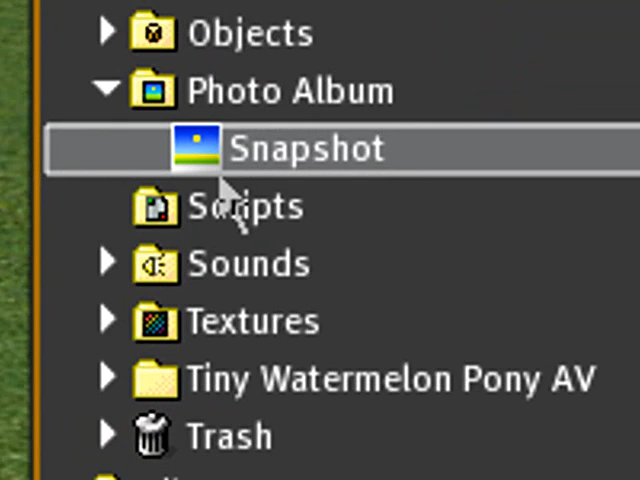 Objects
Photo Album
Snapshot
Scripts
Sounds
Textures
Tiny Watermelon Pony AV
Trash